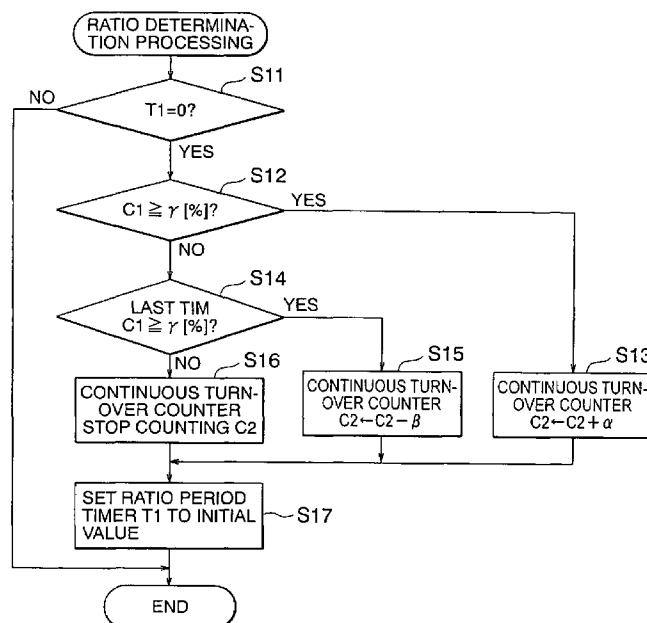 RATIO DETERMINA-
TION PROCESSING
S11
NO
T1=0?
YES
S12
C1≧γ [%]?
YES
NO
S14
LAST TIM
C1≧γ [%]?
YES
NO
S16
CONTINUOUS TURN-
OVER COUNTER
STOP COUNTING C2
S15
CONTINUOUS TURN-
OVER COUNTER
C2←C2−β
S13
CONTINUOUS TURN-
OVER COUNTER
C2←C2+α
SET RATIO PERIOD
TIMER T1 TO INITIAL
VALUE
S17
END